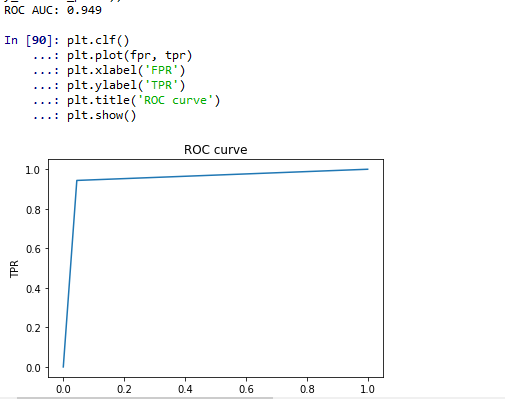 ROC AUC: 0.949
In [90]: plt.clf()
...: plt.plot(fpr, tpr)
...: plt.xlabel('FPR')
...: plt.ylabel('TPR')
...: plt.title('ROC curve')
...: plt.show()
ROC curve
1.0
0.8
0.6
TPR
0.4
0.2
0.0
0.0 0.2 0.4 0.6 0.8 1.0